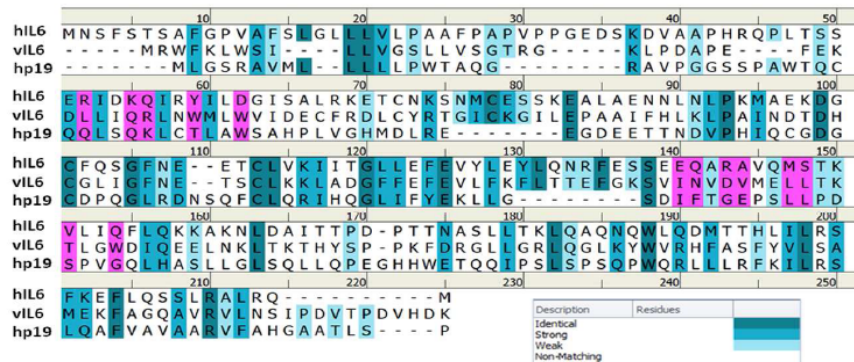 10 20 30 40 50
hIL6 MNSFSTSAFGPVAFSLGLLLVLPAAFPAPVPPGEDSKDVAAPHRQPLTSS
vIL6 -----MRWFKLWSI----LLVGSLLVSGTRG-----KLPDAPE----FEK
hp19 -------MLGSRAVML--LLLLPWTAQG--------RAVPGGSSPAWTQC
60 70 80 90 100
hIL6 ERIDKQIRYILDGISALRKETCNKSNMCESSKEALAENNLNLPKMAEKDG
vIL6 DLLIQRLNWMLWVIDECFRDLCYRTGICKGILEPAAIFHLKLPAINDTDH
hp19 QQLSQKLCTLAWSAHPLVGHMDLRE-------EGDEETTNDVPHIQCGDG
110 120 130 140 150
hIL6 CFQSGFNE--ETCLVKIITGLLEFEVYLEYLQNRFESSEEQARAVQMSTK
vIL6 CGLIGFNE--TSCLKKLADGFFEFEVLFKFLTTEFGKSVINVDVMELLTK
hp19 CDPQGLRDNSQFCLQRIHQGLIFYEKLLG--------SDIFTGEPSLLPD
160 170 180 190 200
hIL6 VLIQFLQKKAKNLDAITTPD-PTTNASLLTKLQAQNQWLQDMTTHLILRS
vIL6 TLGWDIQEELNKLTKTHYSP-PKFDRGLLGRLQGLKYWVRHFASFYVLSA
hp19 SPVGQLHASLLGLSQLLQPEGHHWETQQIPSLSPSQPWQRLLLRFKILRS
210 220 230 240 250
hIL6 FKEFLQSSLRALRQ----------M
vIL6 MEKFAGQAVRVLNSIPDVTPDVHDK
hp19 LQAFVAVAARVFAHGAATLS----P
Description Residues
Identical
Strong
Weak
Non-Matching